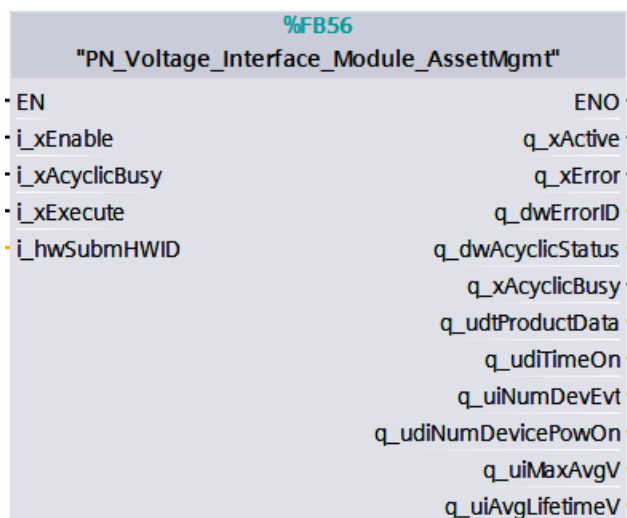 %FB56
"PN_Voltage_Interface_Module_AssetMgmt"
EN ENO
i_xEnable q_xActive
i_xAcyclicBusy q_xError
i_xExecute q_dwErrorID
i_hwSubmHWID q_dwAcyclicStatus
q_xAcyclicBusy
q_udtProductData
q_udiTimeOn
q_uiNumDevEvt
q_udiNumDevicePowOn
q_uiMaxAvgV
q_uiAvgLifetimeV